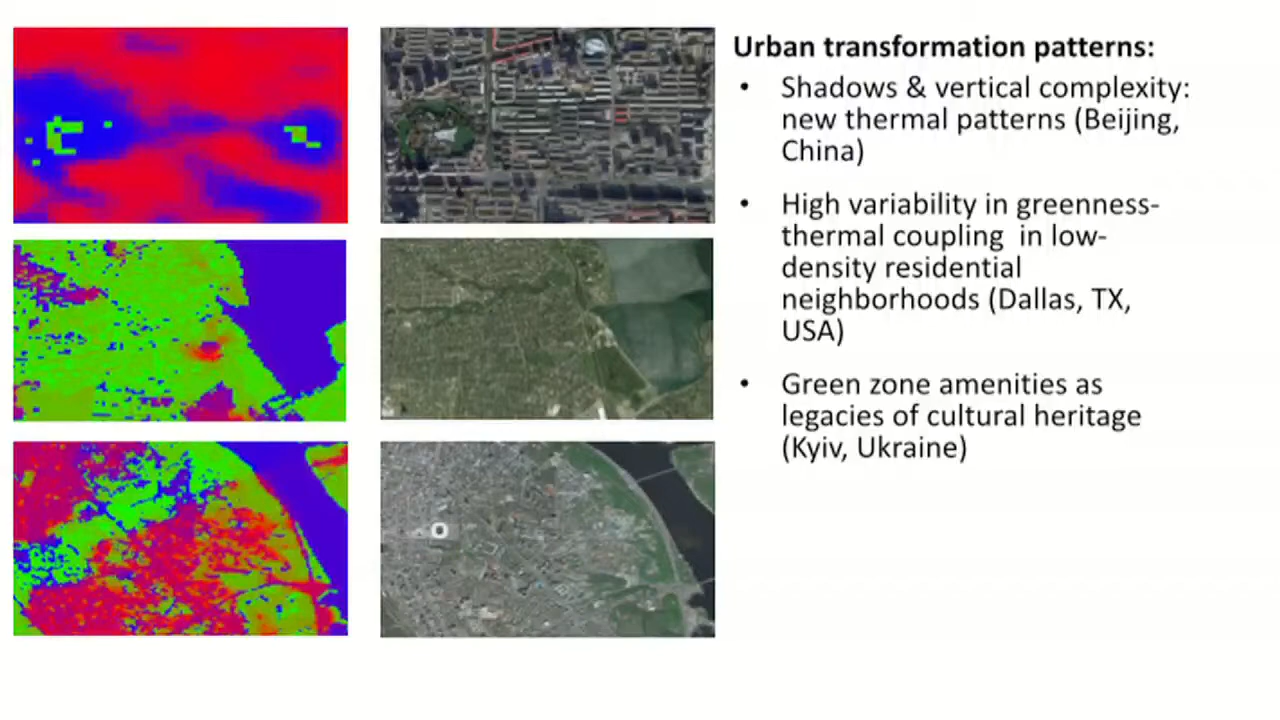 Urban transformation patterns:
• Shadows & vertical complexity:
new thermal patterns (Beijing,
China)
• High variability in greenness-
thermal coupling in low-
density residential
neighborhoods (Dallas, TX,
USA)
• Green zone amenities as
legacies of cultural heritage
(Kyiv, Ukraine)